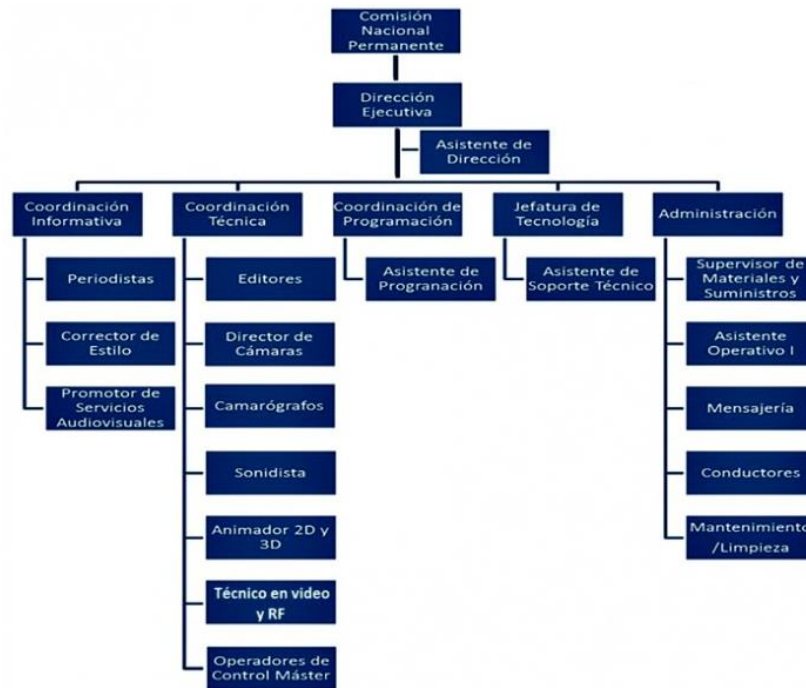 Comisión
Nacional
Permanente
Dirección
Ejecutiva
Asistente de
Dirección
Coordinación
Informativa
Coordinación
Técnica
Coordinación de
Programación
Jefatura de
Tecnología
Administración
Periodistas
Corrector de
Estilo
Promotor de
Servicios
Audiovisuales
Editores
Director de
Cámaras
Camarógrafos
Sonidista
Animador 2D y
3D
Técnico en video
y RF
Operadores de
Control Máster
Asistente de
Progranación
Asistente de
Soporte Técnico
Supervisor de
Materiales y
Suministros
Asistente
Operativo I
Mensajería
Conductores
Mantenimiento
/Limpieza